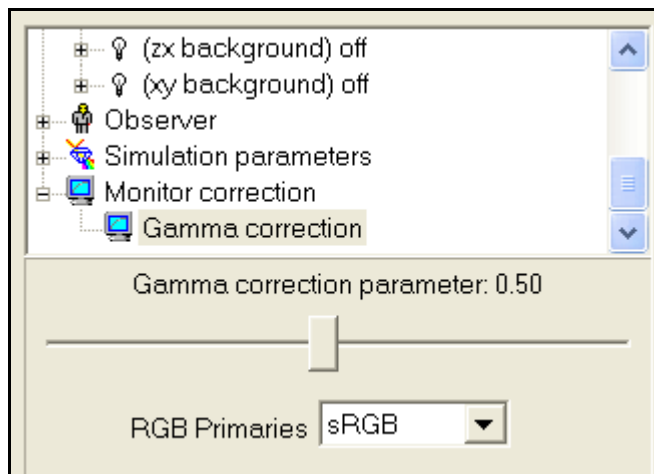 (zx background) off
(xy background) off
Observer
Simulation parameters
Monitor correction
Gamma correction
Gamma correction parameter: 0.50
RGB Primaries sRGB